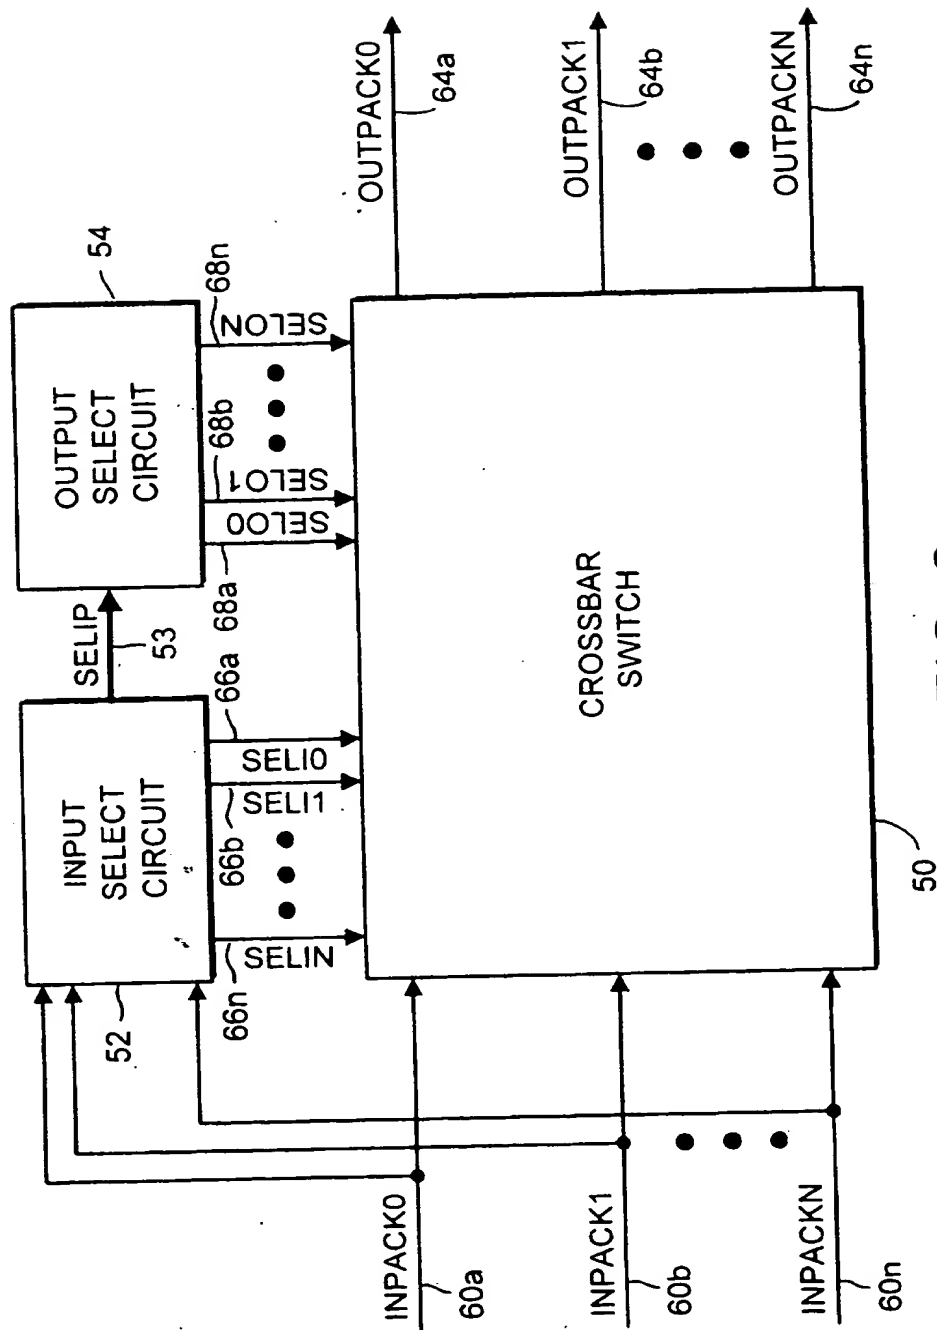 INPUT
SELECT
CIRCUIT
52
SELIP
53
OUTPUT
SELECT
CIRCUIT
54
66n
SELIN
66b
SELI1
66a
SELI0
68a
SELO0
68b
SELO1
68n
SELON
INPACK0
60a
INPACK1
60b
INPACKN
60n
CROSSBAR
SWITCH
50
OUTPACK0
64a
OUTPACK1
64b
OUTPACKN
64n